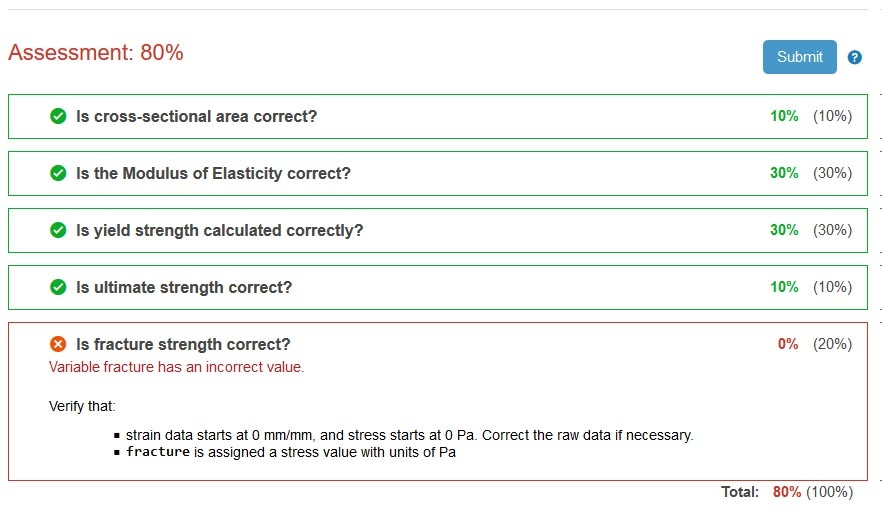 Assessment: 80%
Submit ?
Is cross-sectional area correct? 10% (10%)
Is the Modulus of Elasticity correct? 30% (30%)
Is yield strength calculated correctly? 30% (30%)
Is ultimate strength correct? 10% (10%)
Is fracture strength correct? 0% (20%)
Variable fracture has an incorrect value.
Verify that:
▪ strain data starts at 0 mm/mm, and stress starts at 0 Pa. Correct the raw data if necessary.
▪ fracture is assigned a stress value with units of Pa
Total: 80% (100%)